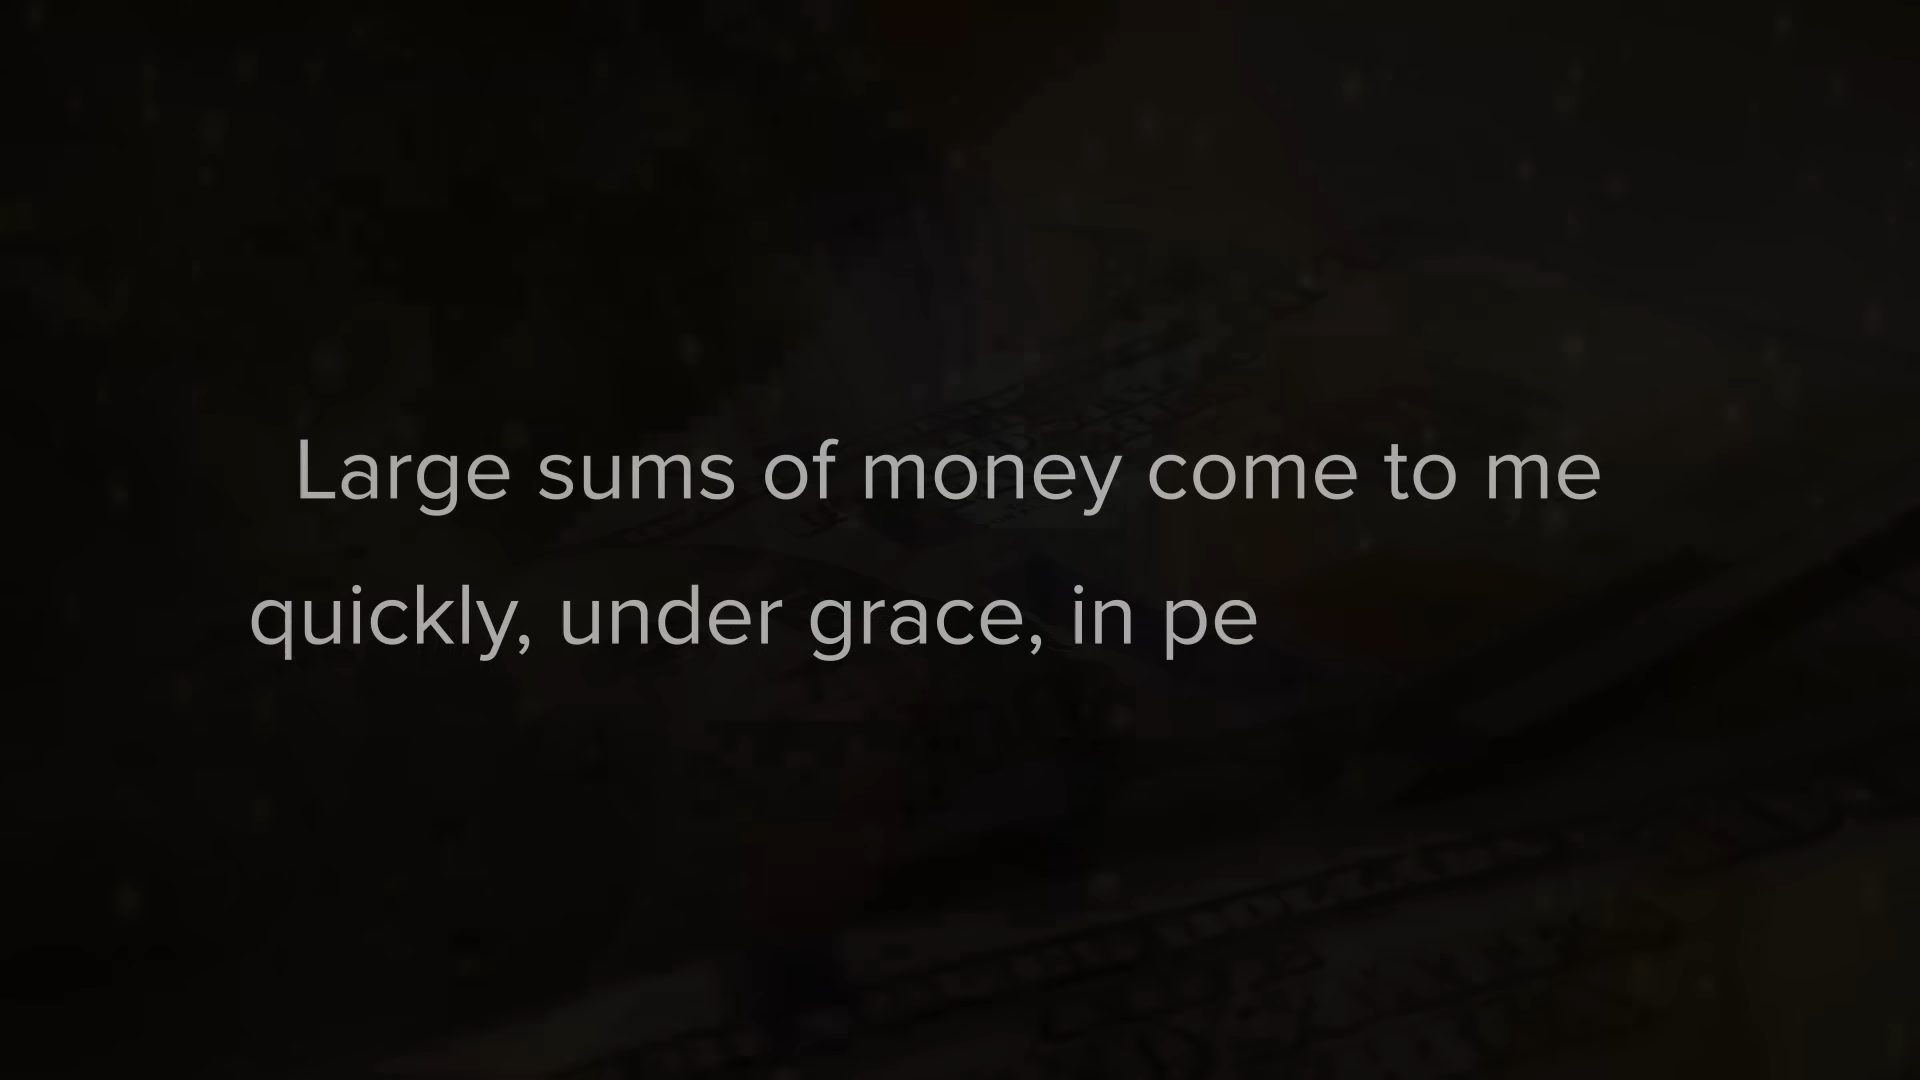 Large sums of money come to me
quickly, under grace, in pe